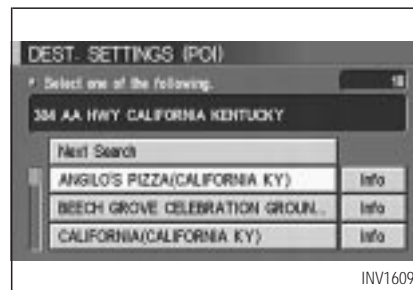 DEST. SETTINGS (POI)
Select one of the following.
18
384 AA HWY CALIFORNIA KENTUCKY
Next Search
ANGILO'S PIZZA(CALIFORNIA KY)
Info
BEECH GROVE CELEBRATION GROUN...
Info
CALIFORNIA(CALIFORNIA KY)
Info
INV1609